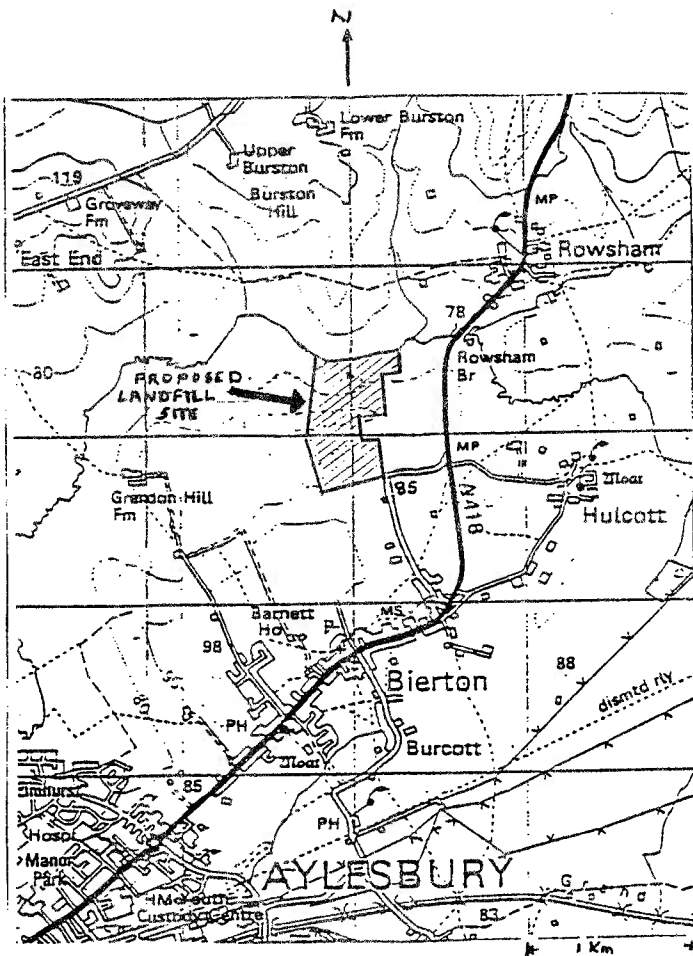 N
Lower Burston
Fm
Upper
Burston
Burston
Hill
119
Fm
East End
MP
Rowsham
78
Rowsham
Br
80
PROPOSED
LANDFILL
SITE
MP
85
A418
Moat
Hulcott
Grendon Hill
Fm
MS
Barnett
Ho
98
88
Bierton
dismtd rly
PH
Moat
Burcott
85
PH
Hospl
Manor
Park
AYLESBURY
Custody Centre
83
1 Km